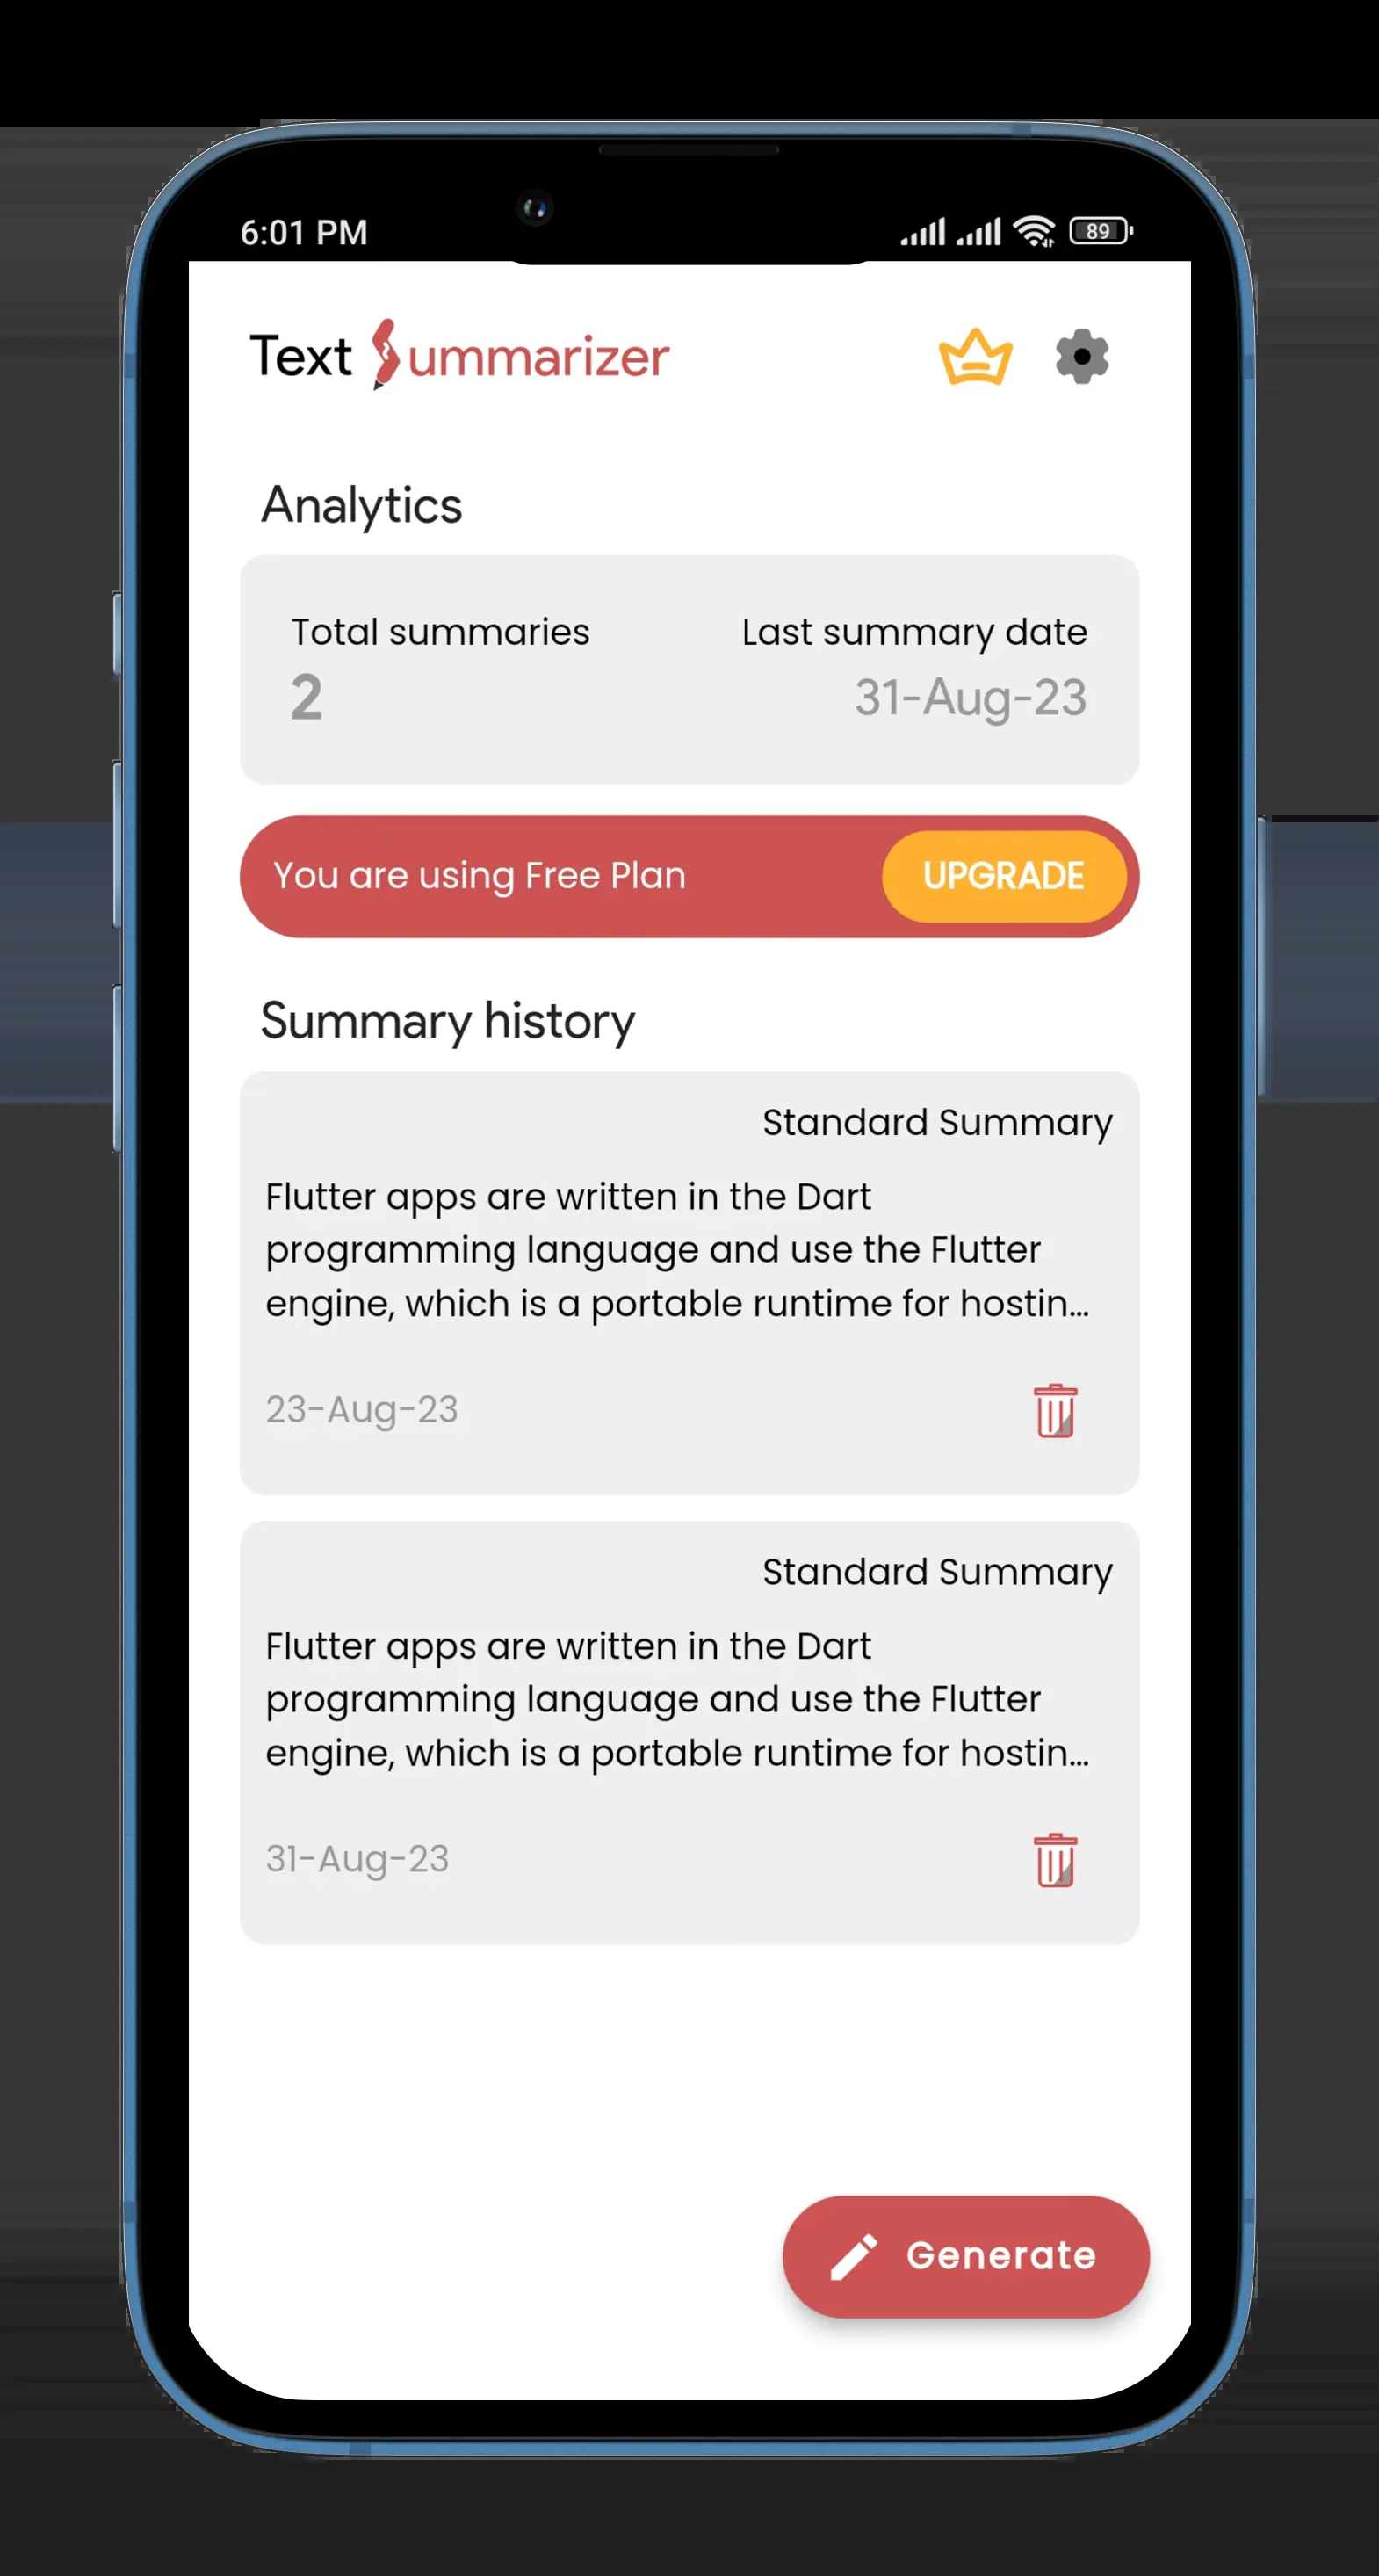 6:01 PM
89
Text Summarizer
Analytics
Total summaries Last summary date
2 31-Aug-23
You are using Free Plan UPGRADE
Summary history
Standard Summary
Flutter apps are written in the Dart
programming language and use the Flutter
engine, which is a portable runtime for hostin...
23-Aug-23
Standard Summary
Flutter apps are written in the Dart
programming language and use the Flutter
engine, which is a portable runtime for hostin...
31-Aug-23
Generate